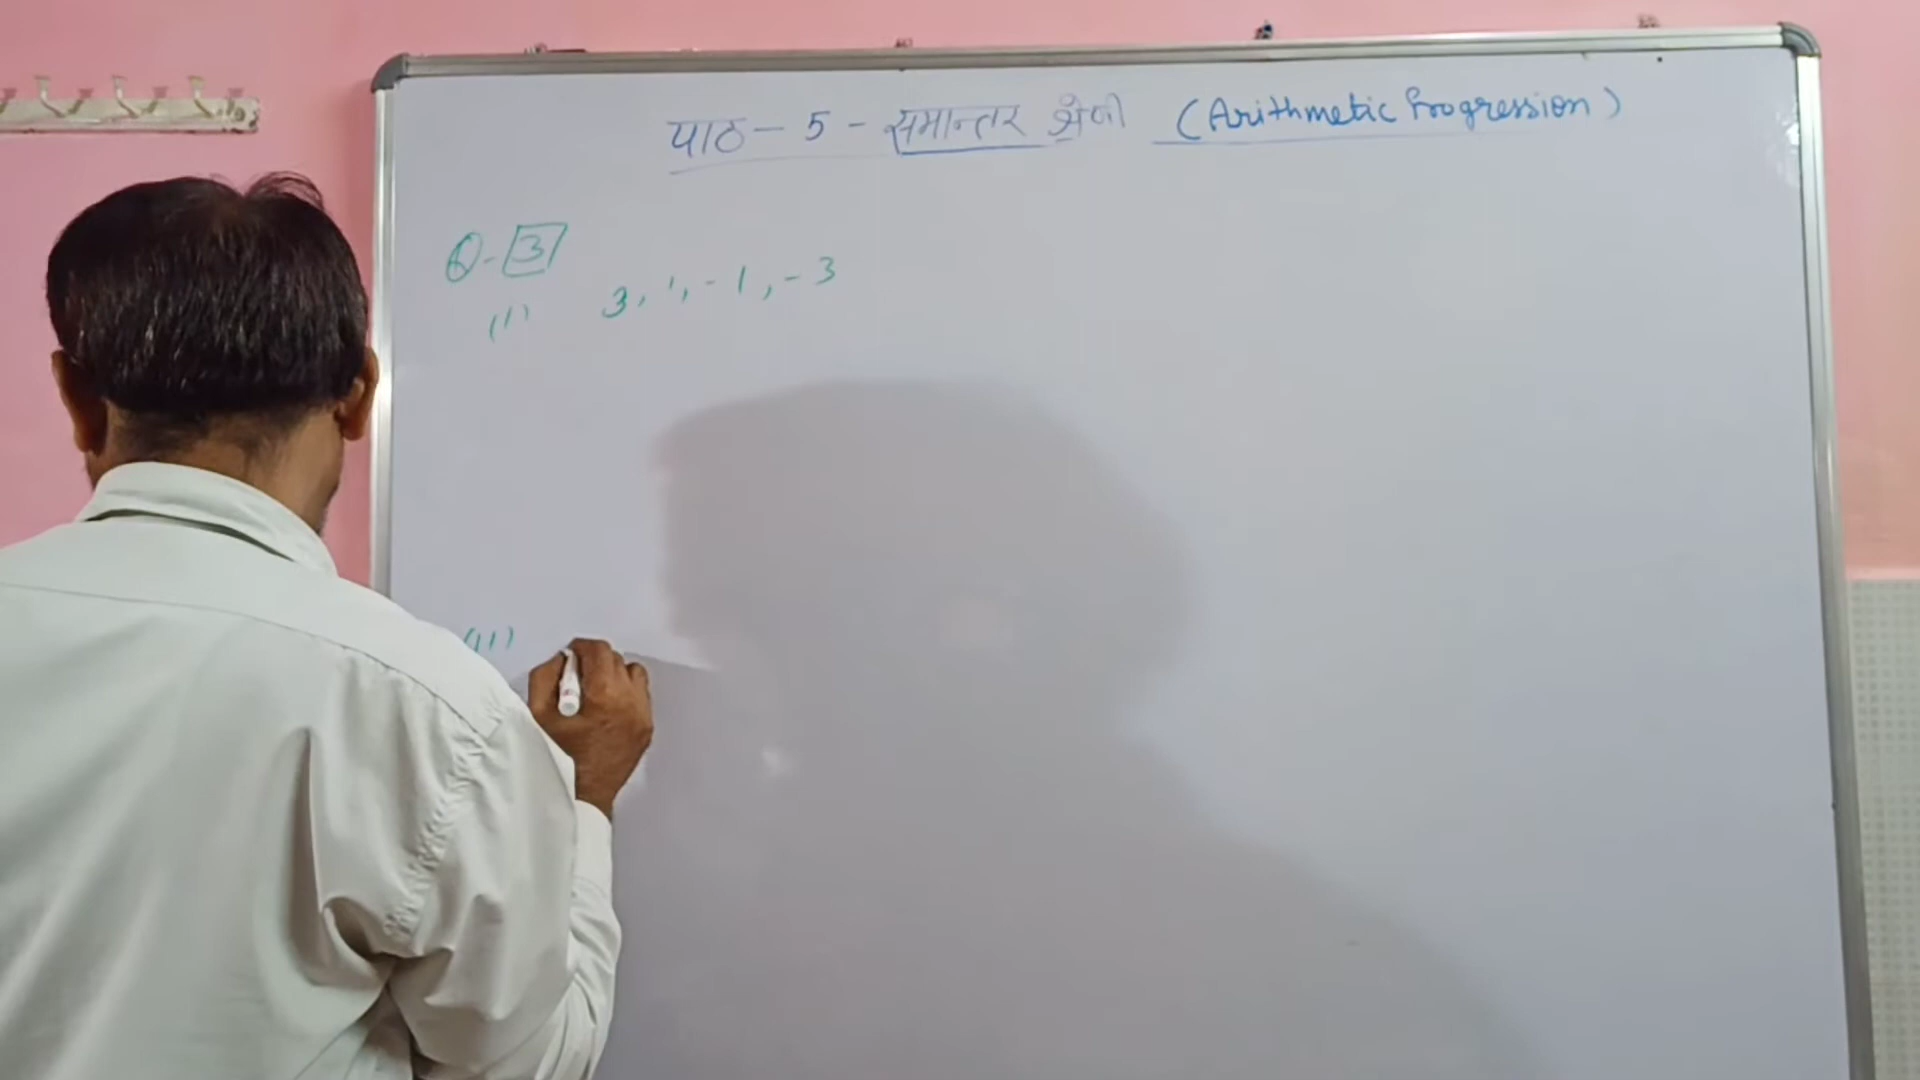 पाठ - 5 - समान्तर श्रेणी (Arithmetic Progression)
Q-3
(i) 3, 1, -1, -3
(ii)